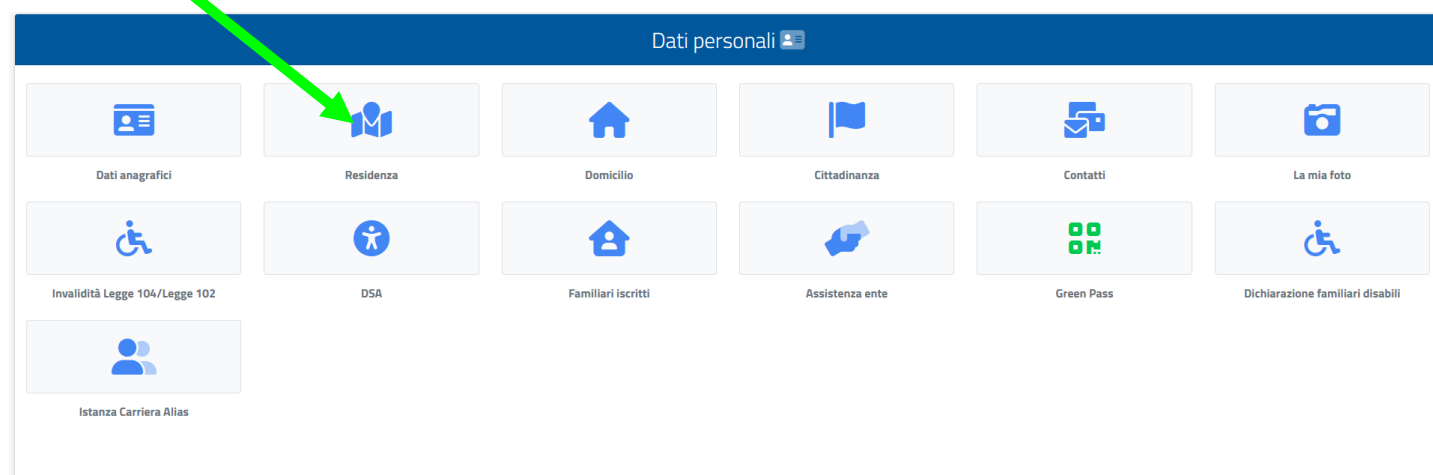 Dati personali
Dati anagrafici
Residenza
Domicilio
Cittadinanza
Contatti
La mia foto
Invalidità Legge 104/Legge 102
DSA
Familiari iscritti
Assistenza ente
Green Pass
Dichiarazione familiari disabili
Istanza Carriera Alias